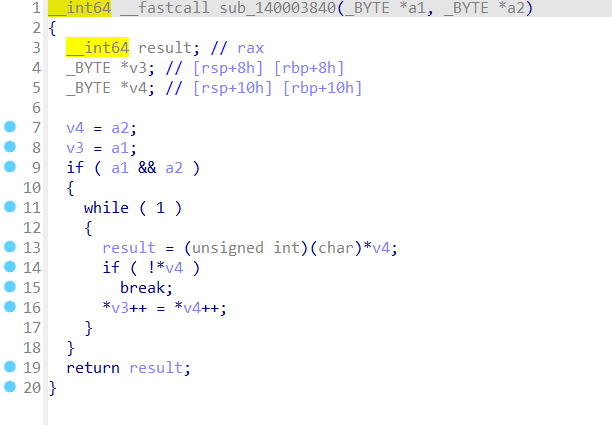 1 __int64 __fastcall sub_140003840(_BYTE *a1, _BYTE *a2)
2 {
3 __int64 result; // rax
4 _BYTE *v3; // [rsp+8h] [rbp+8h]
5 _BYTE *v4; // [rsp+10h] [rbp+10h]
6
7 v4 = a2;
8 v3 = a1;
9 if ( a1 && a2 )
10 {
11 while ( 1 )
12 {
13 result = (unsigned int)(char)*v4;
14 if ( !*v4 )
15 break;
16 *v3++ = *v4++;
17 }
18 }
19 return result;
20 }